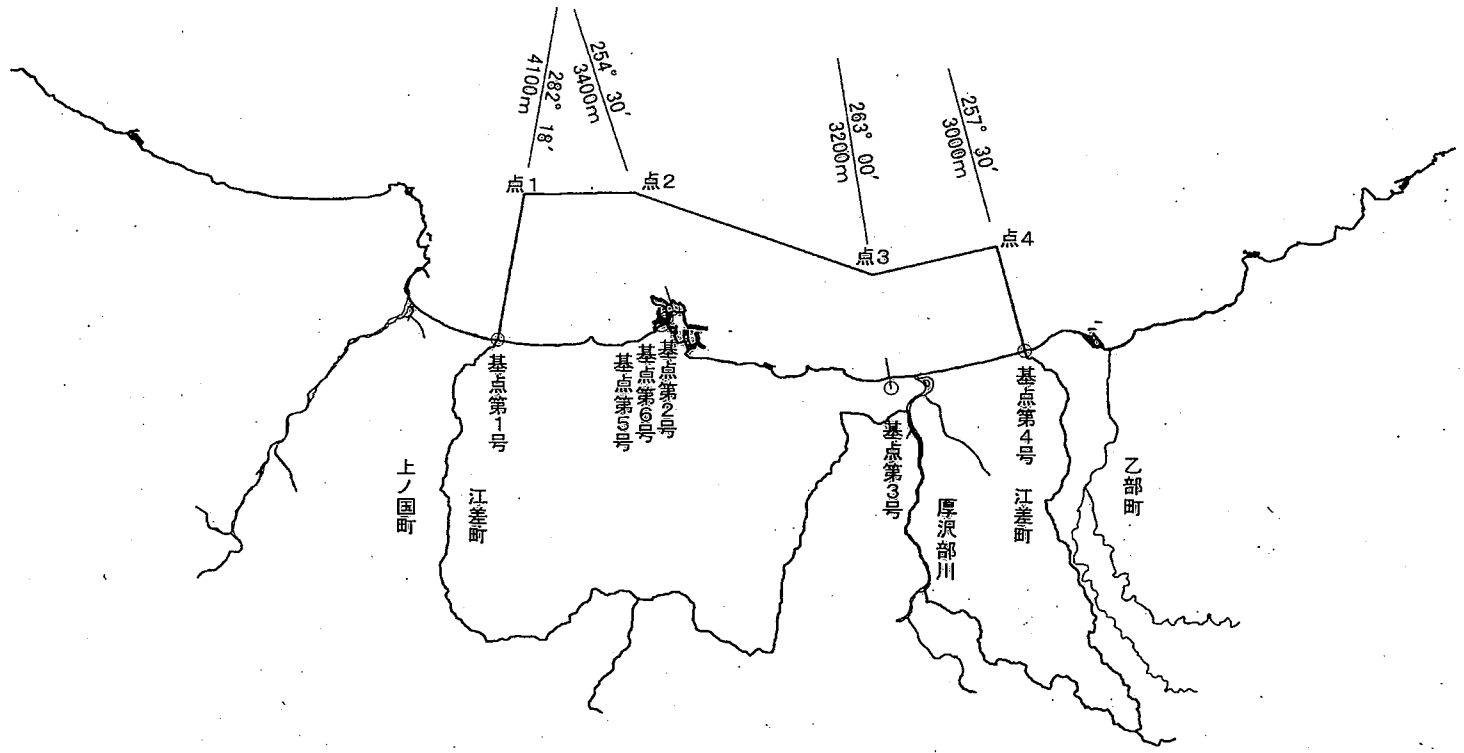 282° 18′
4100m
254° 30′
3400m
263° 00′
3200m
257° 30′
3000m
点1
点2
点3
点4
基点第1号
基点第5号
基点第6号
基点第2号
基点第3号
基点第4号
上ノ国町
江差町
厚沢部川
江差町
乙部町